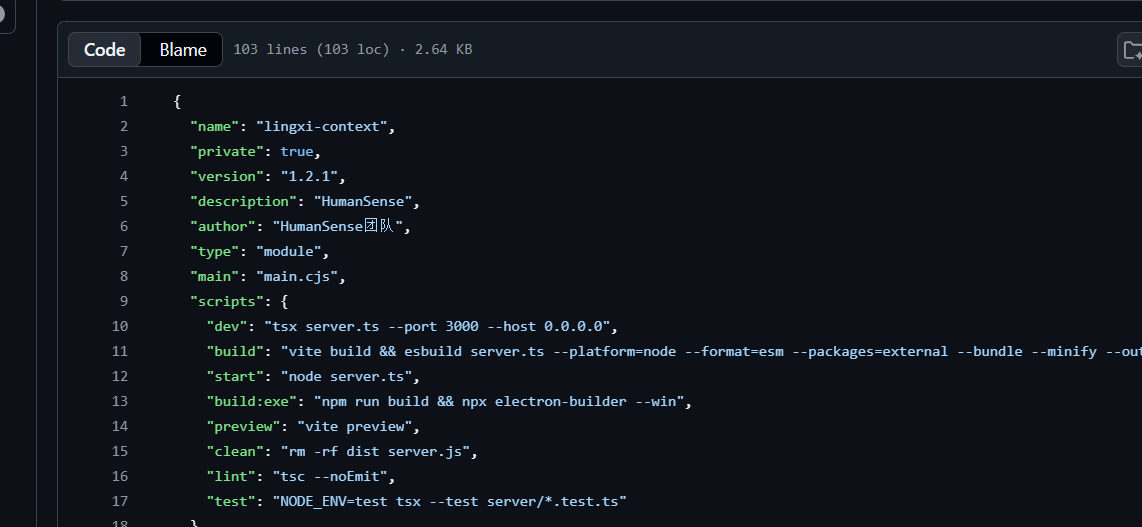 Code Blame 103 lines (103 loc) · 2.64 KB
1 {
2 "name": "lingxi-context",
3 "private": true,
4 "version": "1.2.1",
5 "description": "HumanSense",
6 "author": "HumanSense团队",
7 "type": "module",
8 "main": "main.cjs",
9 "scripts": {
10 "dev": "tsx server.ts --port 3000 --host 0.0.0.0",
11 "build": "vite build && esbuild server.ts --platform=node --format=esm --packages=external --bundle --minify --out
12 "start": "node server.ts",
13 "build:exe": "npm run build && npx electron-builder --win",
14 "preview": "vite preview",
15 "clean": "rm -rf dist server.js",
16 "lint": "tsc --noEmit",
17 "test": "NODE_ENV=test tsx --test server/*.test.ts"
18 }